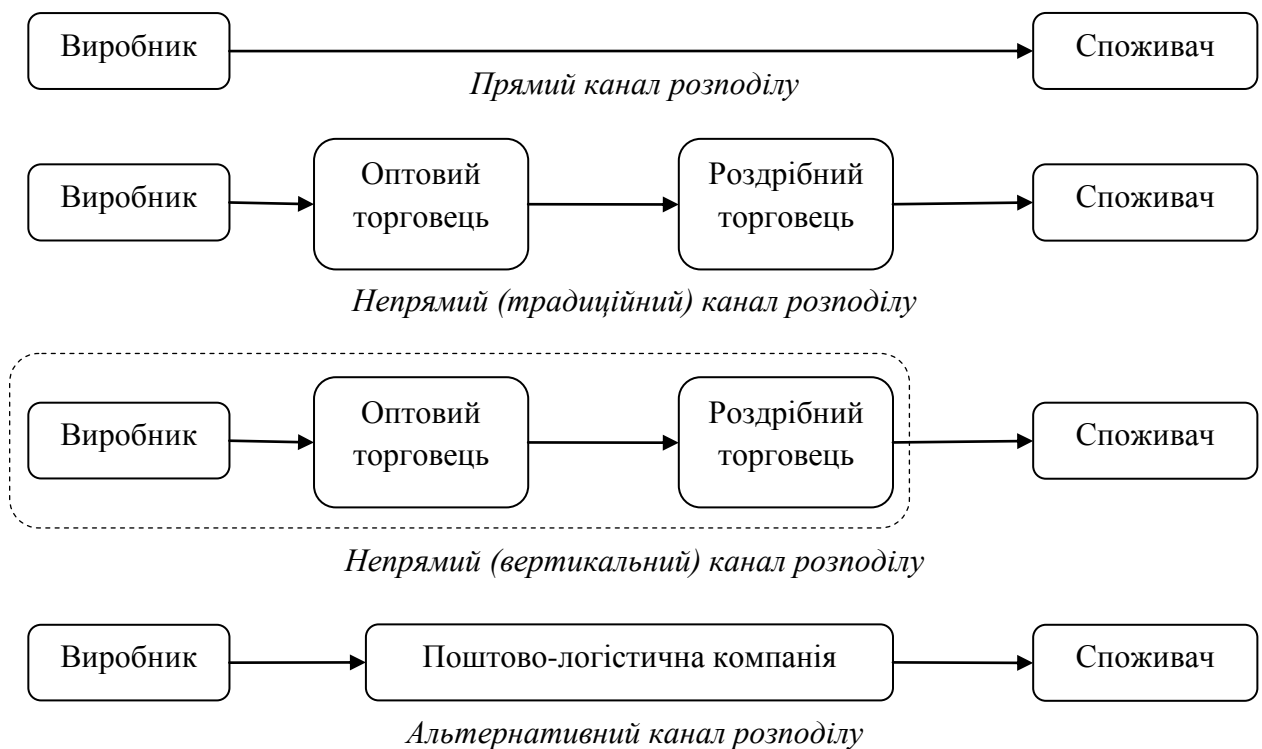 Виробник
Споживач
Прямий канал розподілу
Виробник
Оптовий
торговець
Роздрібний
торговець
Споживач
Непрямий (традиційний) канал розподілу
Виробник
Оптовий
торговець
Роздрібний
торговець
Споживач
Непрямий (вертикальний) канал розподілу
Виробник
Поштово-логістична компанія
Споживач
Альтернативний канал розподілу